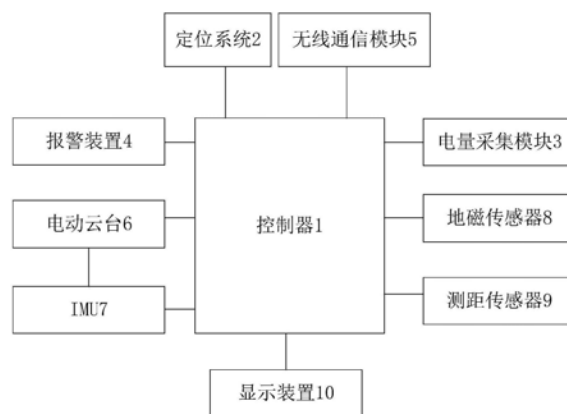 定位系统2
无线通信模块5
报警装置4
电量采集模块3
电动云台6
控制器1
地磁传感器8
IMU7
测距传感器9
显示装置10